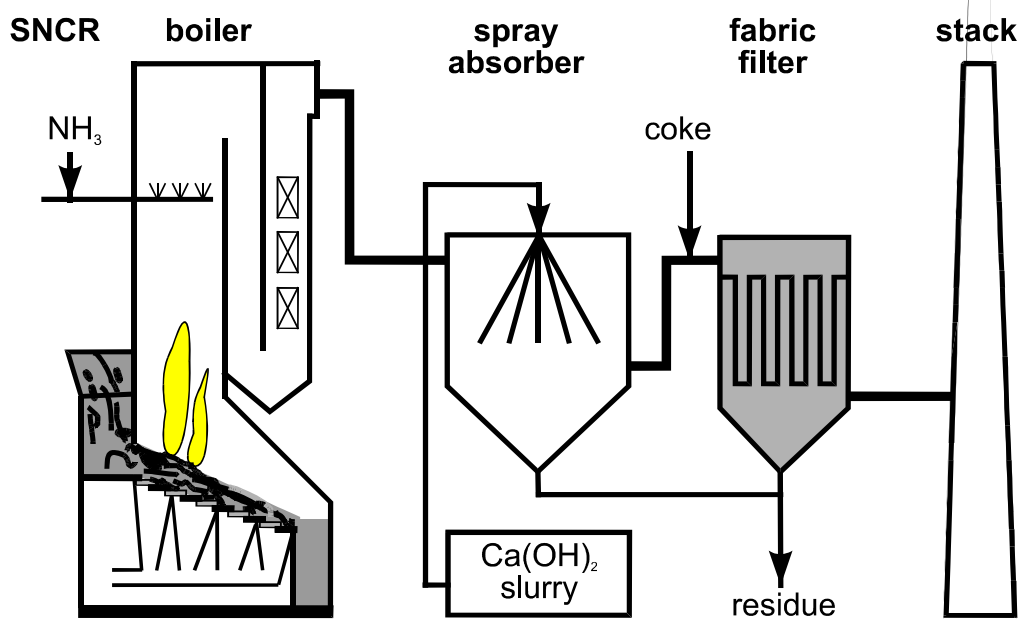 SNCR
boiler
spray
absorber
fabric
filter
stack
NH₃
coke
Ca(OH)₂
slurry
residue